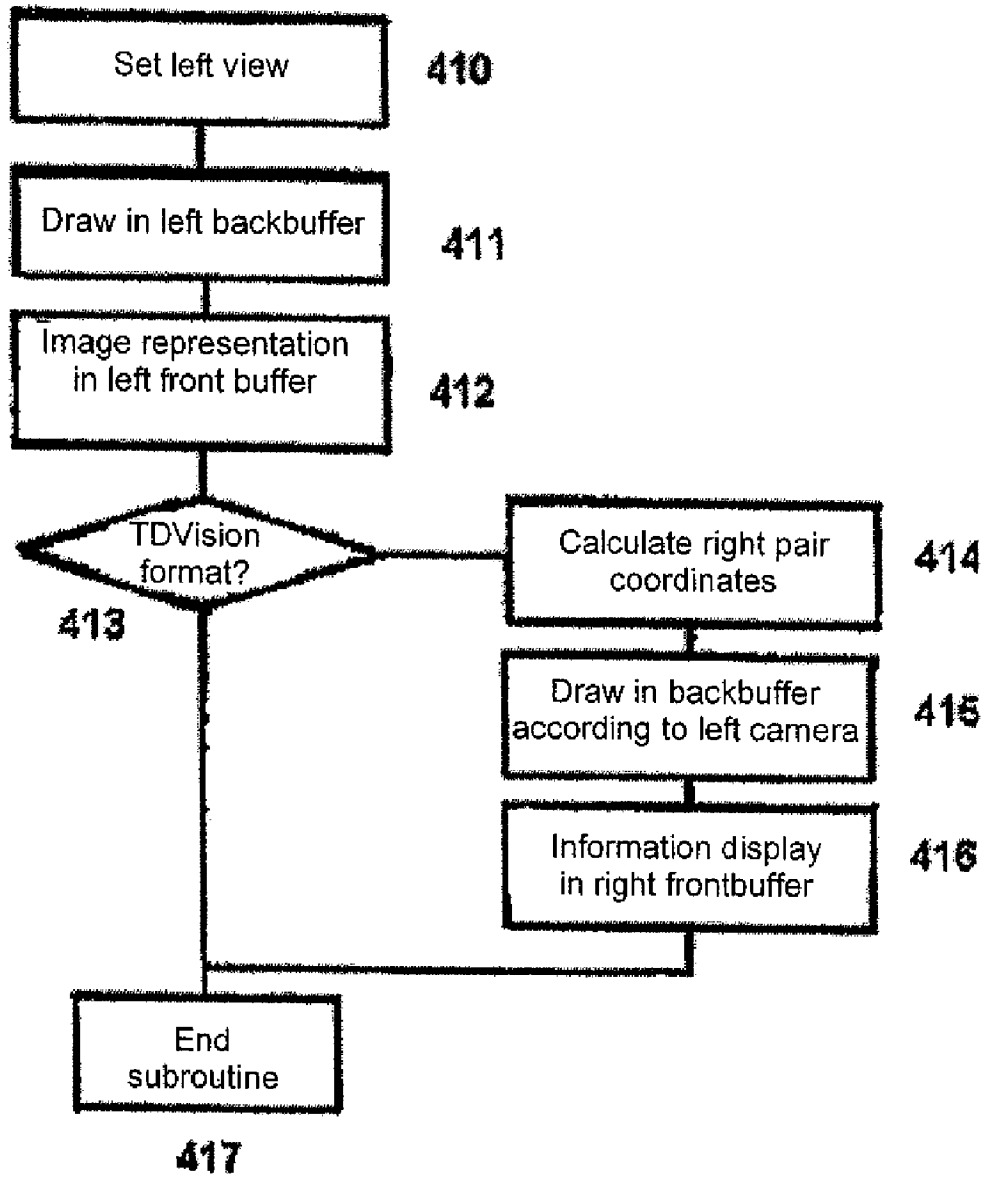 Set left view
410
Draw in left backbuffer
411
Image representation
in left front buffer
412
TDVision
format?
413
Calculate right pair
coordinates
414
Draw in backbuffer
according to left camera
415
Information display
in right frontbuffer
416
End
subroutine
417